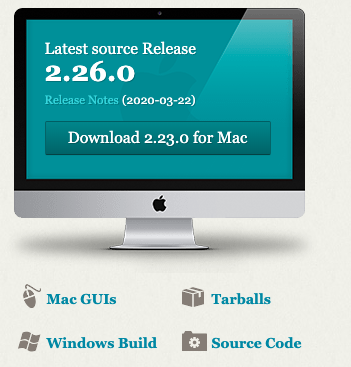 Latest source Release
2.26.0
Release Notes (2020-03-22)
Download 2.23.0 for Mac
Mac GUIs
Tarballs
Windows Build
Source Code